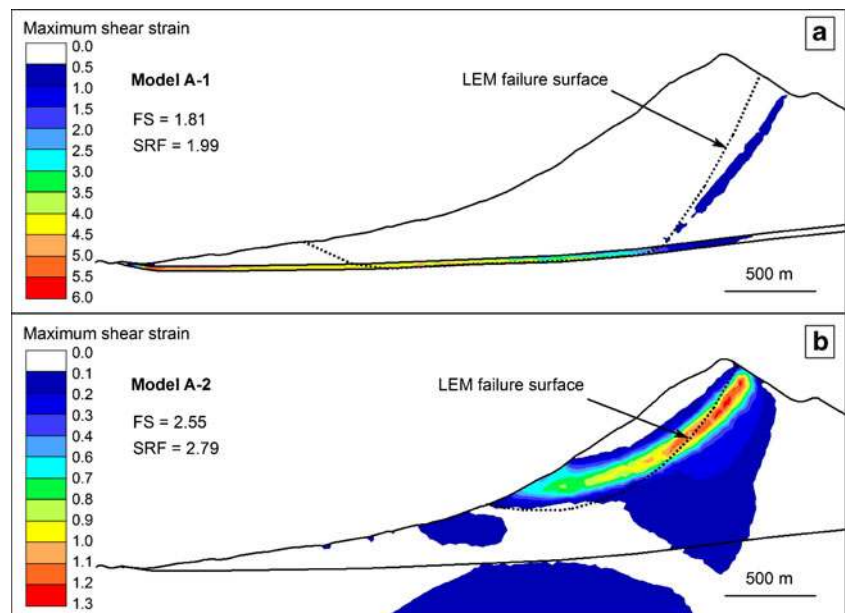 Maximum shear strain
0.0
0.5
1.0
1.5
2.0
2.5
3.0
3.5
4.0
4.5
5.0
5.5
6.0
Model A-1
FS = 1.81
SRF = 1.99
LEM failure surface
a
500 m
Maximum shear strain
0.0
0.1
0.2
0.3
0.4
0.5
0.6
0.7
0.8
0.9
1.0
1.1
1.2
1.3
Model A-2
FS = 2.55
SRF = 2.79
LEM failure surface
b
500 m